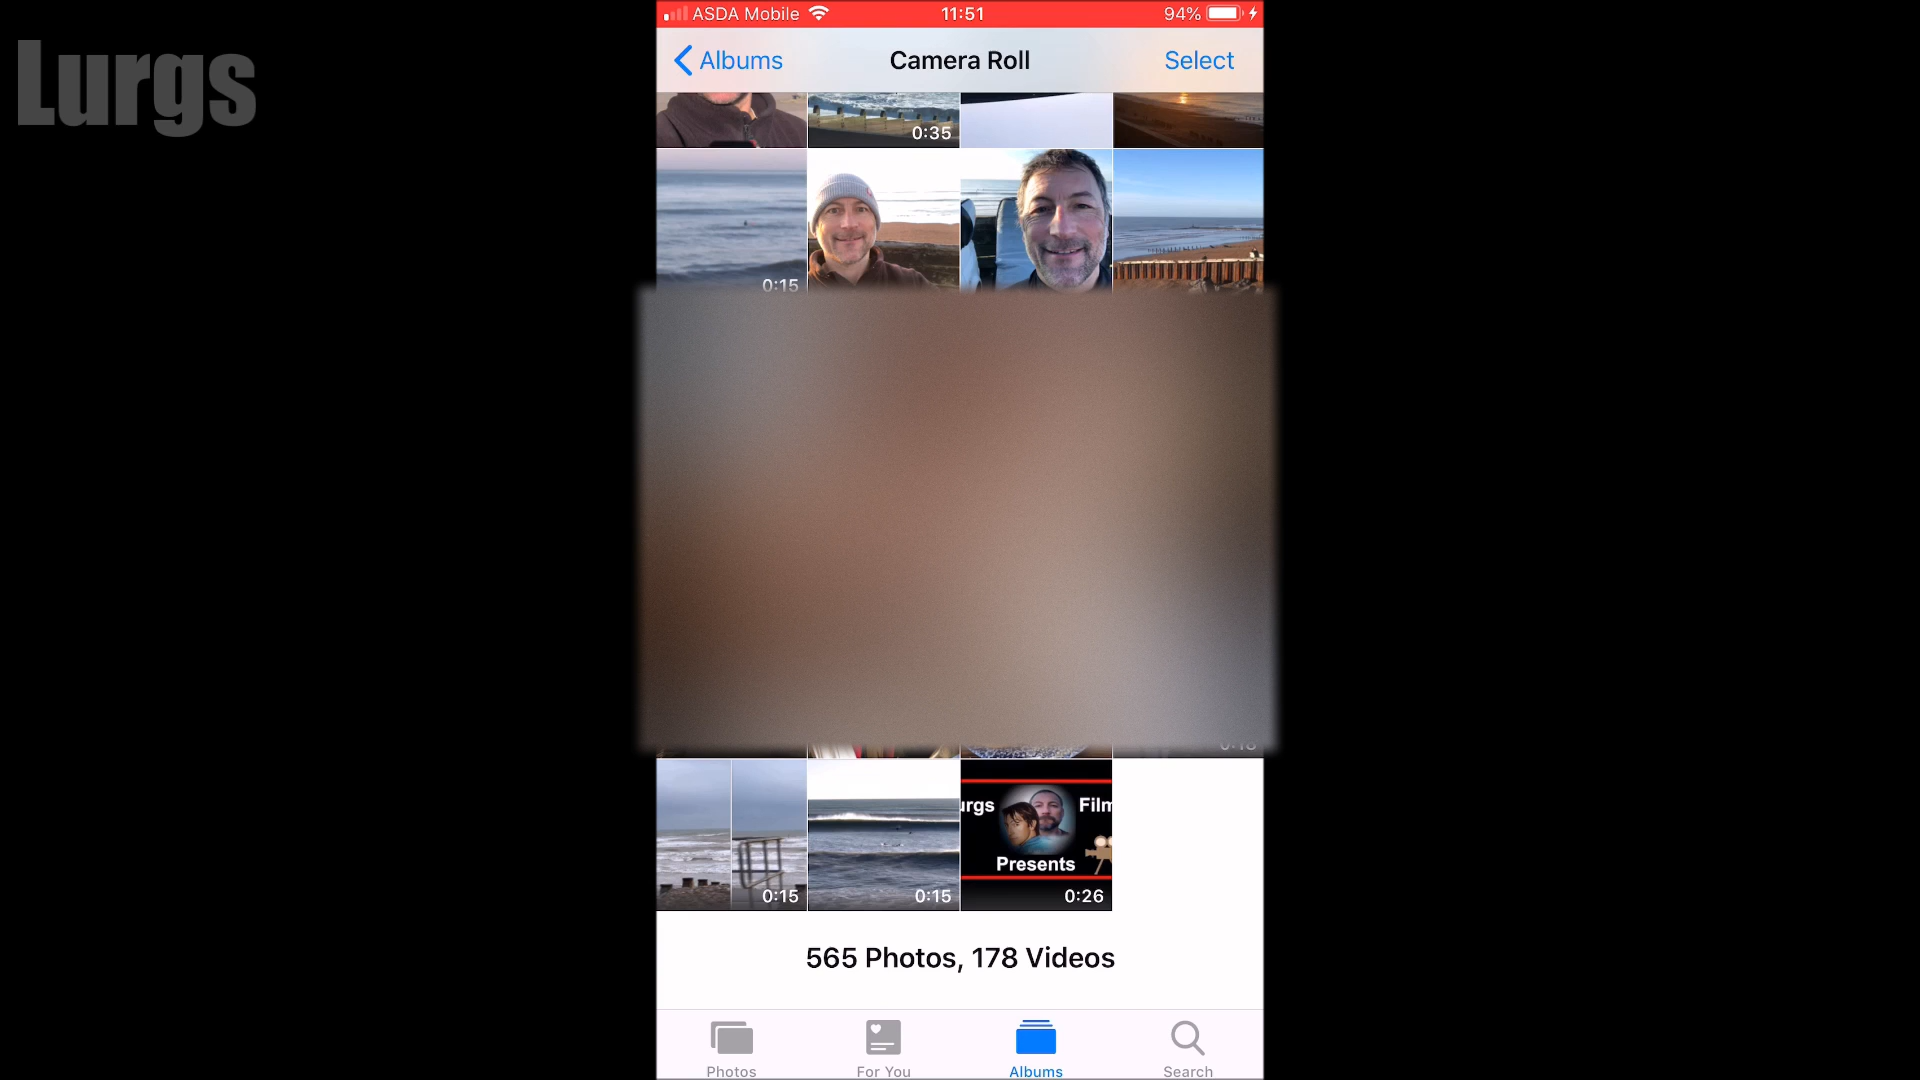 Lurgs
ASDA Mobile 11:51 94%
Albums Camera Roll Select
0:35
0:15
urgs Film
Presents
0:15 0:15 0:26
565 Photos, 178 Videos
Photos For You Albums Search